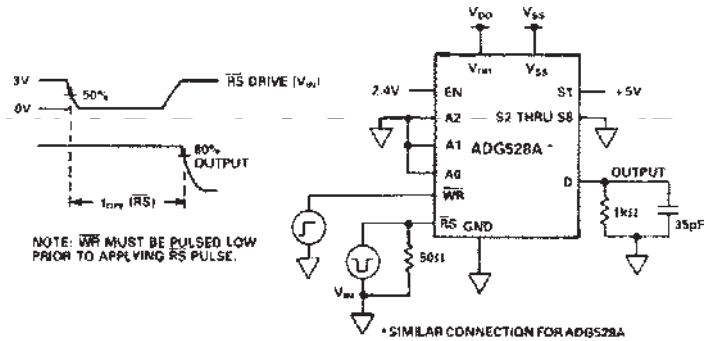 3V
0V
50%
RS DRIVE (VIN)
80%
OUTPUT
tOFF (RS)
NOTE: WR MUST BE PULSED LOW
PRIOR TO APPLYING RS PULSE.
VDD
VSS
VDD
VSS
2.4V
EN
A2
A1
A0
WR
RS
GND
S1
+5V
S2 THRU S8
ADG528A *
D
OUTPUT
1kΩ
35pF
50Ω
VIN
* SIMILAR CONNECTION FOR ADG529A